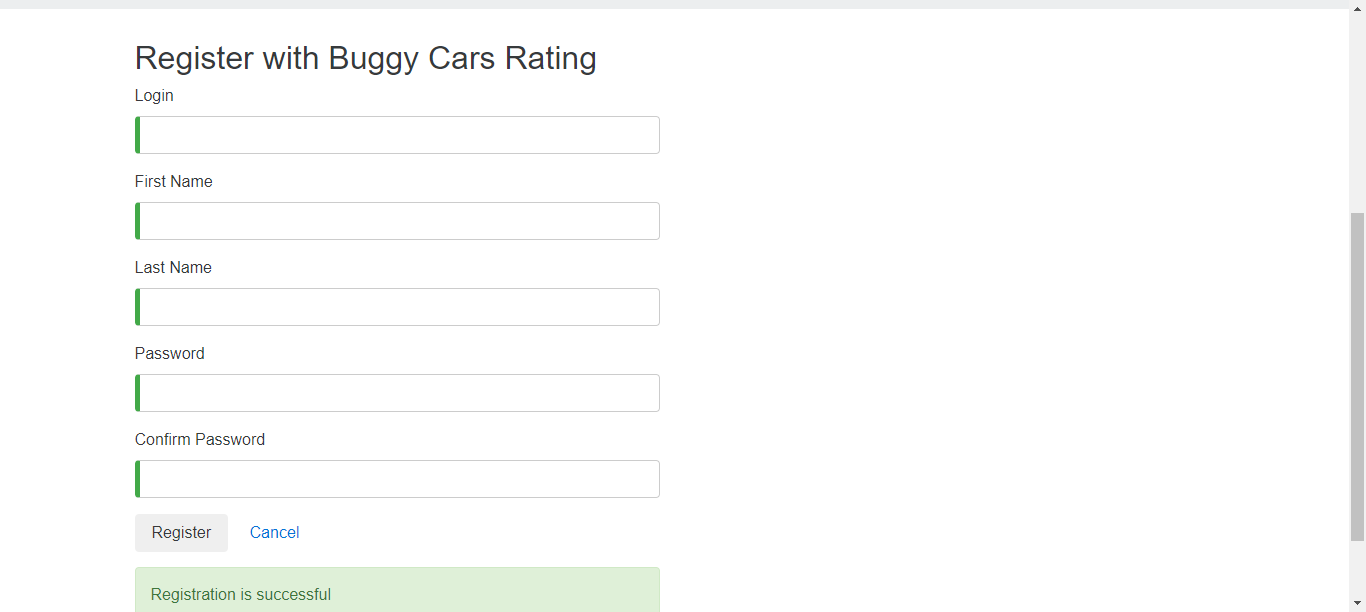 Register with Buggy Cars Rating
Login
First Name
Last Name
Password
Confirm Password
Register Cancel
Registration is successful